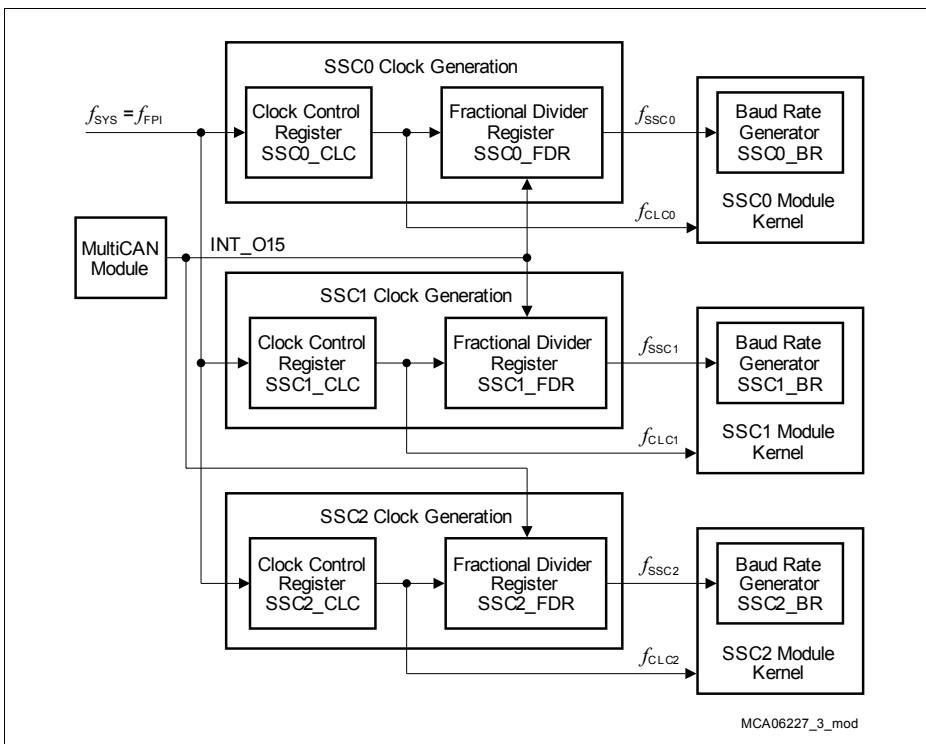 SSC0 Clock Generation
fSYS = fFPI
Clock Control
Register
SSC0_CLC
Fractional Divider
Register
SSC0_FDR
fSSC0
Baud Rate
Generator
SSC0_BR
SSC0 Module
Kernel
fCLC0
MultiCAN
Module
INT_O15
SSC1 Clock Generation
Clock Control
Register
SSC1_CLC
Fractional Divider
Register
SSC1_FDR
fSSC1
Baud Rate
Generator
SSC1_BR
SSC1 Module
Kernel
fCLC1
SSC2 Clock Generation
Clock Control
Register
SSC2_CLC
Fractional Divider
Register
SSC2_FDR
fSSC2
Baud Rate
Generator
SSC2_BR
SSC2 Module
Kernel
fCLC2
MCA06227_3_mod